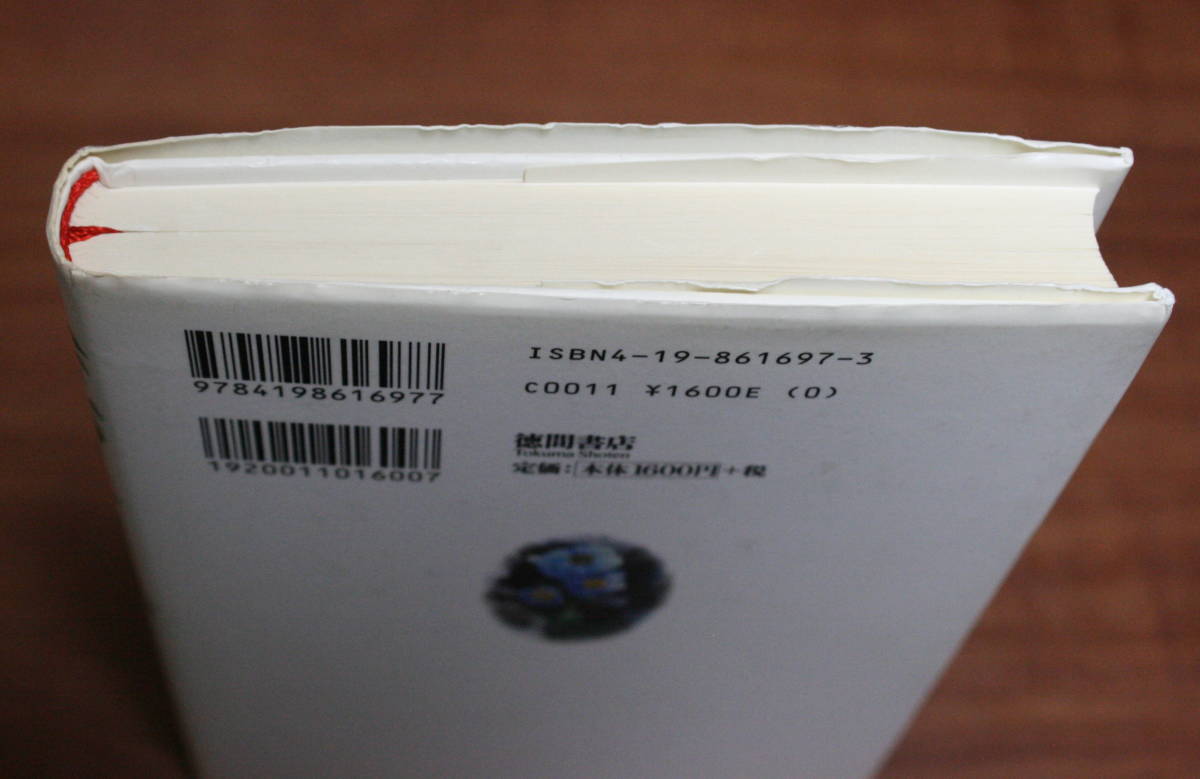 9784198616977
1920011016007
ISBN4-19-861697-3
C0011 ¥1600E (0)
徳間書店
Tokuma Shoten
定価：[本体1600円]+税